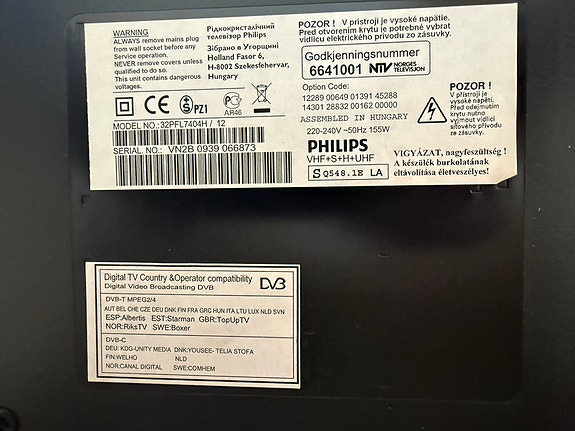 WARNING
ALWAYS remove mains plug
from wall socket before any
Service operation.
NEVER remove covers unless
qualified to do so.
This unit contains dangerous
voltages.
Рідкокристалічний
телевізор Philips
Зібрано в Угорщині
Holland Fasor 6,
H-8002 Szekesfehervar,
Hungary
CE
S PZ1
AR46
MODEL NO.:32PFL7404H / 12
SERIAL. NO.: VN2B 0939 066873
POZOR ! V přístroji je vysoké napětie.
Pred otvorením krytu je potrebné vybrat
vidlicu elektrického prívodu zo zásuvky.
Godkjenningsnummer
6641001 NTV NORGES
TELEVISJON
Option Code:
12289 00649 01391 45288
14301 28832 00162 00000
ASSEMBLED IN HUNGARY
220-240V ~50Hz 155W
PHILIPS
VHF+S+H+UHF
S Q548.1E LA
POZOR !
V přístroji je
vysoké napětí.
Před odejmutím
krytu nutno
vyjmout vidlici
síťového přívodu
ze zásuvky.
VIGYÁZAT, nagyfeszültség !
A készülék burkolatának
eltávolítása életveszélyes!
Digital TV Country &Operator compatibility
Digital Video Broadcasting DVB
DVB
DVB-T MPEG2/4
AUT BEL CHE CZE DEU DNK FIN FRA GRC HUN ITA LTU LUX NLD SVN
ESP:Albertis EST:Starman GBR:TopUpTV
NOR:RiksTV SWE:Boxer
DVB-C
DEU: KDG-UNITY MEDIA DNK:YOUSEE- TELIA STOFA
FIN:WELHO NLD
NOR:CANAL DIGITAL SWE:COMHEM